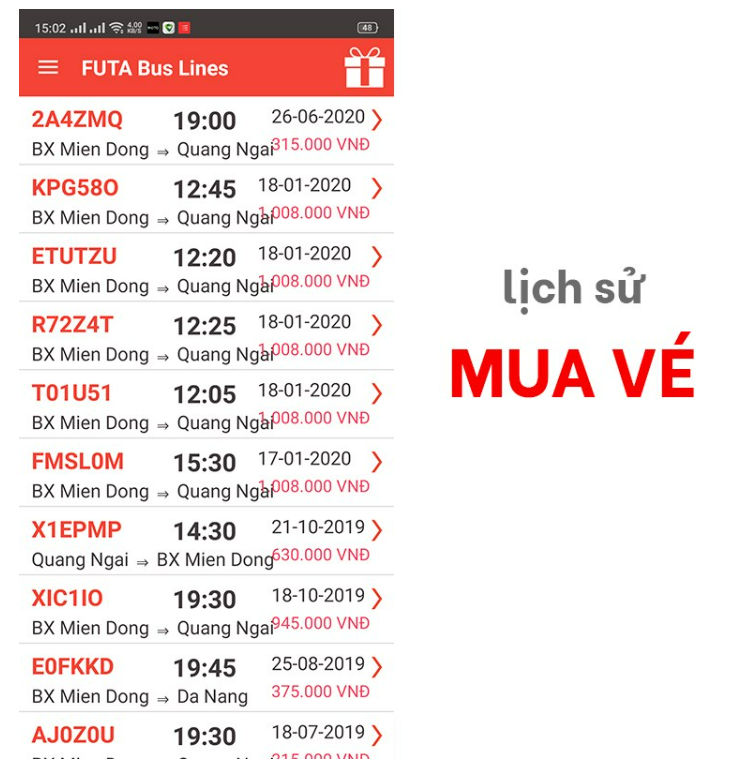 15:02 4.00 KB/S 48
FUTA Bus Lines
2A4ZMQ 19:00 26-06-2020
BX Mien Dong ⇒ Quang Ngai 315.000 VNĐ
KPG58O 12:45 18-01-2020
BX Mien Dong ⇒ Quang Ngai 1.008.000 VNĐ
ETUTZU 12:20 18-01-2020
BX Mien Dong ⇒ Quang Ngai 1.008.000 VNĐ
R72Z4T 12:25 18-01-2020
BX Mien Dong ⇒ Quang Ngai 1.008.000 VNĐ
T01U51 12:05 18-01-2020
BX Mien Dong ⇒ Quang Ngai 1.008.000 VNĐ
FMSL0M 15:30 17-01-2020
BX Mien Dong ⇒ Quang Ngai 1.008.000 VNĐ
X1EPMP 14:30 21-10-2019
Quang Ngai ⇒ BX Mien Dong 630.000 VNĐ
XIC1IO 19:30 18-10-2019
BX Mien Dong ⇒ Quang Ngai 945.000 VNĐ
E0FKKD 19:45 25-08-2019
BX Mien Dong ⇒ Da Nang 375.000 VNĐ
AJ0Z0U 19:30 18-07-2019
lịch sử
MUA VÉ